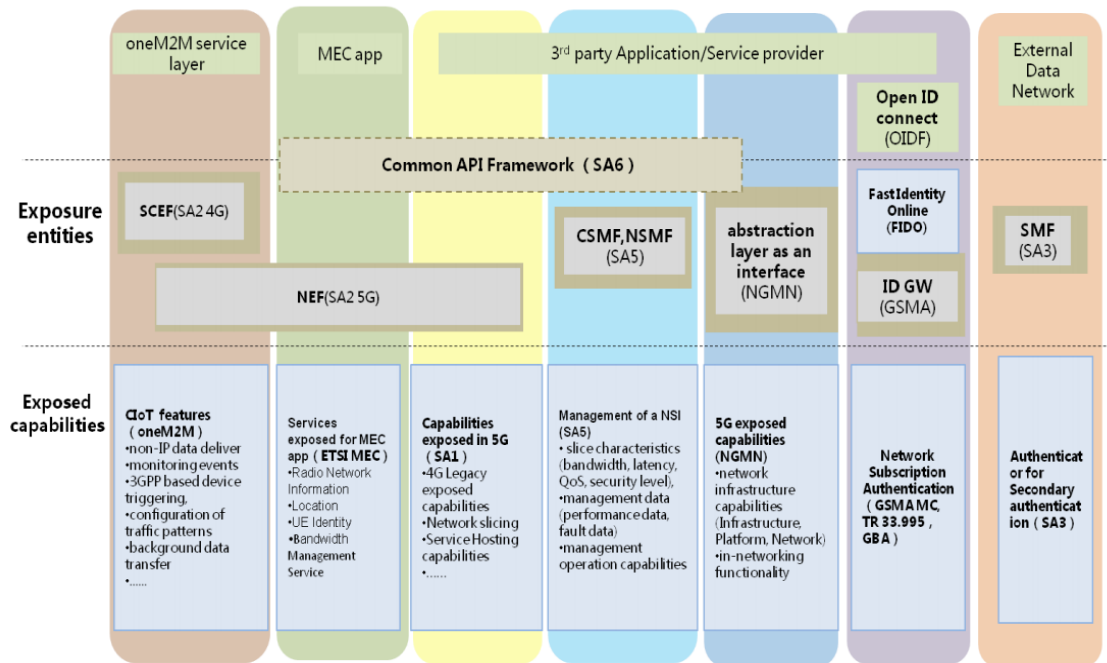 oneM2M service
layer
MEC app
3rd party Application/Service provider
External
Data
Network
Open ID
connect
(OIDF)
Common API Framework ( SA6 )
Exposure
entities
SCEF(SA2 4G)
NEF(SA2 5G)
CSMF,NSMF
(SA5)
abstraction
layer as an
interface
(NGMN)
FastIdentity
Online
(FIDO)
ID GW
(GSMA)
SMF
(SA3)
Exposed
capabilities
CIoT features
( oneM2M )
•non-IP data deliver
•monitoring events
•3GPP based device
triggering,
•configuration of
traffic patterns
•background data
transfer
•......
Services
exposed for MEC
app ( ETSI MEC )
•Radio Network
Information
•Location
•UE Identity
•Bandwidth
Management
Service
Capabilities
exposed in 5G
( SA1 )
•4G Legacy
exposed
capabilities
•Network slicing
•Service Hosting
capabilities
•......
Management of a NSI
(SA5)
• slice characteristics
(bandwidth, latency,
QoS, security level),
•management data
(performance data,
fault data)
•management
operation capabilities
5G exposed
capabilities
(NGMN)
•network
infrastructure
capabilities
(Infrastructure,
Platform, Network)
•in-networking
functionality
Network
Subscription
Authentication
( GSMA MC,
TR 33.995 ,
GBA )
Authenticat
or for
Secondary
authenticat
ion ( SA3 )